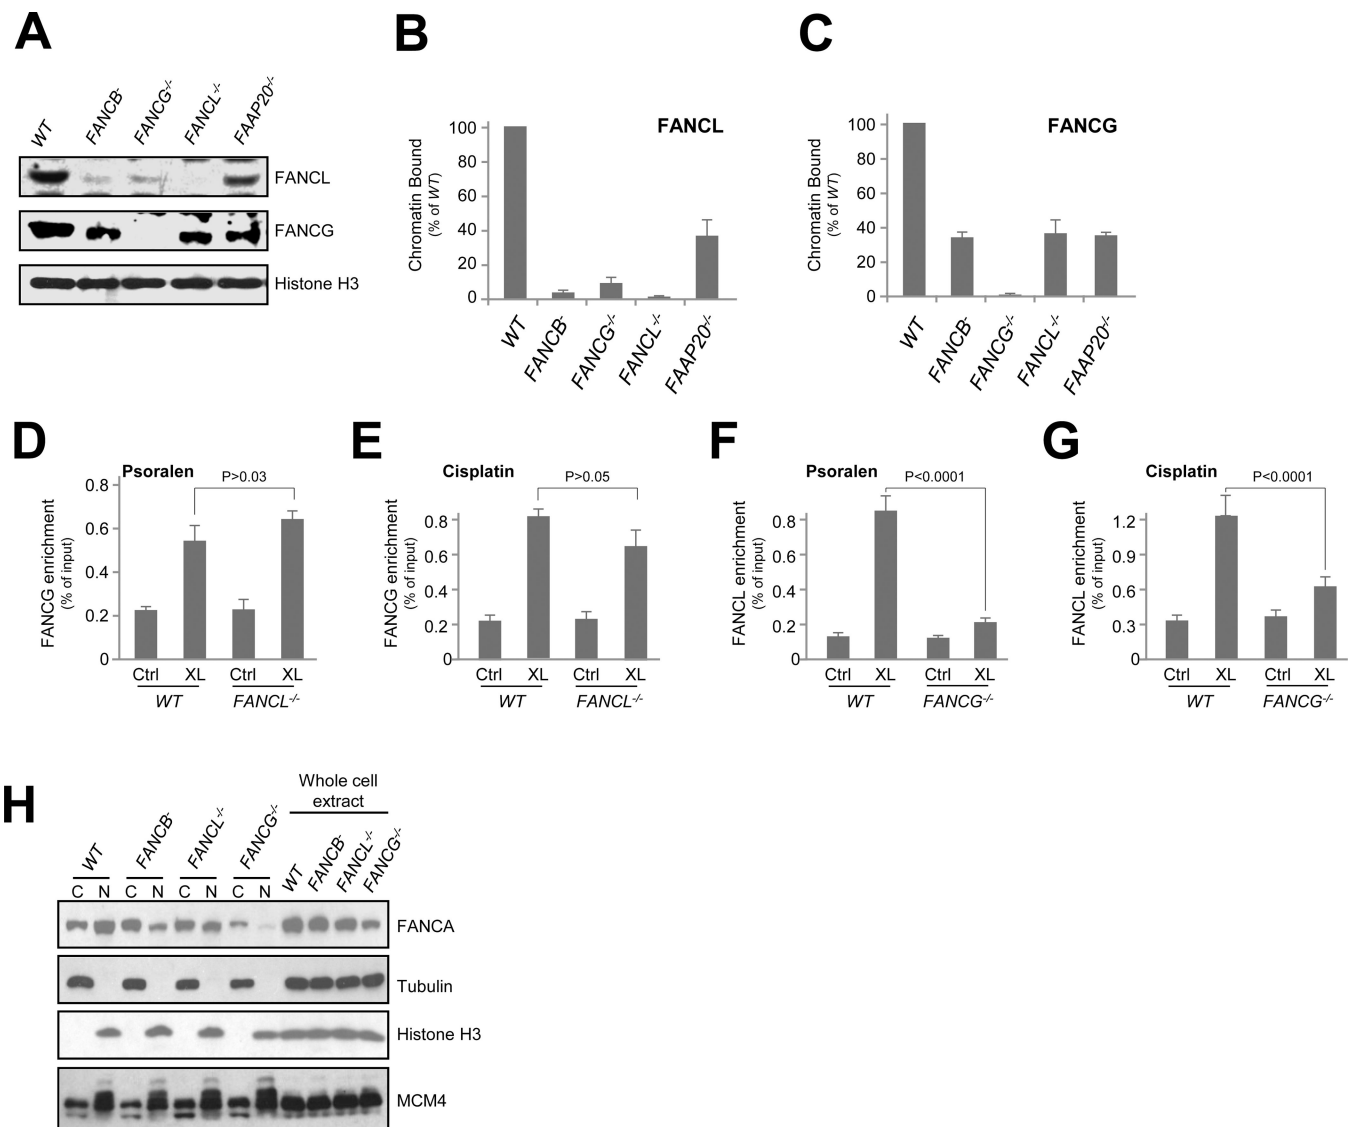 A
WT
FANCB-
FANCG-/-
FANCL-/-
FAAP20-/-
FANCL
FANCG
Histone H3
B
FANCL
Chromatin Bound
(% of WT)
100
80
60
40
20
0
WT
FANCB-
FANCG-/-
FANCL-/-
FAAP20-/-
C
FANCG
Chromatin Bound
(% of WT)
100
80
60
40
20
0
WT
FANCB-
FANCG-/-
FANCL-/-
FAAP20-/-
D
Psoralen
P>0.03
FANCG enrichment
(% of input)
0.8
0.6
0.4
0.2
0
Ctrl XL Ctrl XL
WT FANCL-/-
E
Cisplatin
P>0.05
FANCG enrichment
(% of input)
0.8
0.6
0.4
0.2
0
Ctrl XL Ctrl XL
WT FANCL-/-
F
Psoralen
P<0.0001
FANCL enrichment
(% of input)
0.8
0.6
0.4
0.2
0
Ctrl XL Ctrl XL
WT FANCG-/-
G
Cisplatin
P<0.0001
FANCL enrichment
(% of input)
1.2
0.9
0.6
0.3
0
Ctrl XL Ctrl XL
WT FANCG-/-
H
Whole cell
extract
WT
FANCB-
FANCL-/-
FANCG-/-
WT
FANCB-
FANCL-/-
FANCG-/-
C N C N C N C N
FANCA
Tubulin
Histone H3
MCM4